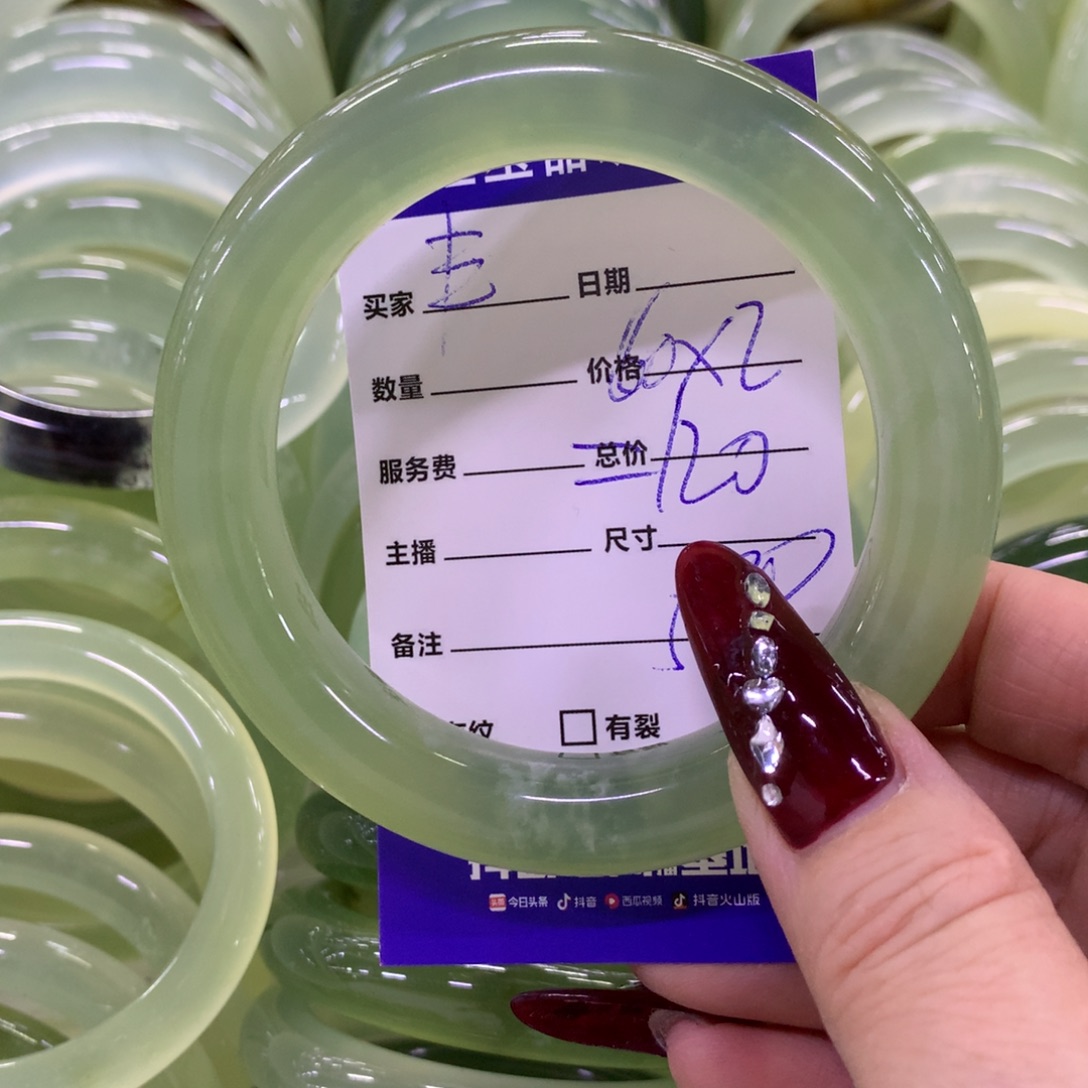 买家 日期
数量 价格 60x2
服务费 总价
=120
主播 尺寸
备注
纹 □ 有裂
今日头条 抖音 西瓜视频 抖音火山版